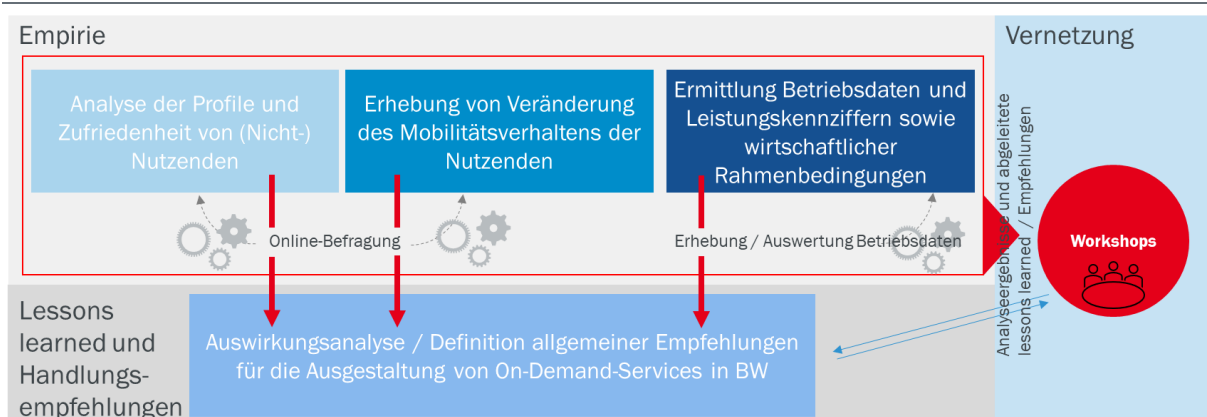 Empirie
Analyse der Profile und
Zufriedenheit von (Nicht-)
Nutzenden
Erhebung von Veränderung
des Mobilitätsverhaltens der
Nutzenden
Ermittlung Betriebsdaten und
Leistungskennziffern sowie
wirtschaftlicher
Rahmenbedingungen
Online-Befragung
Erhebung / Auswertung Betriebsdaten
Vernetzung
Analyseergebnisse und abgeleitete
lessons learned / Empfehlungen
Workshops
Lessons
learned und
Handlungs-
empfehlungen
Auswirkungsanalyse / Definition allgemeiner Empfehlungen
für die Ausgestaltung von On-Demand-Services in BW